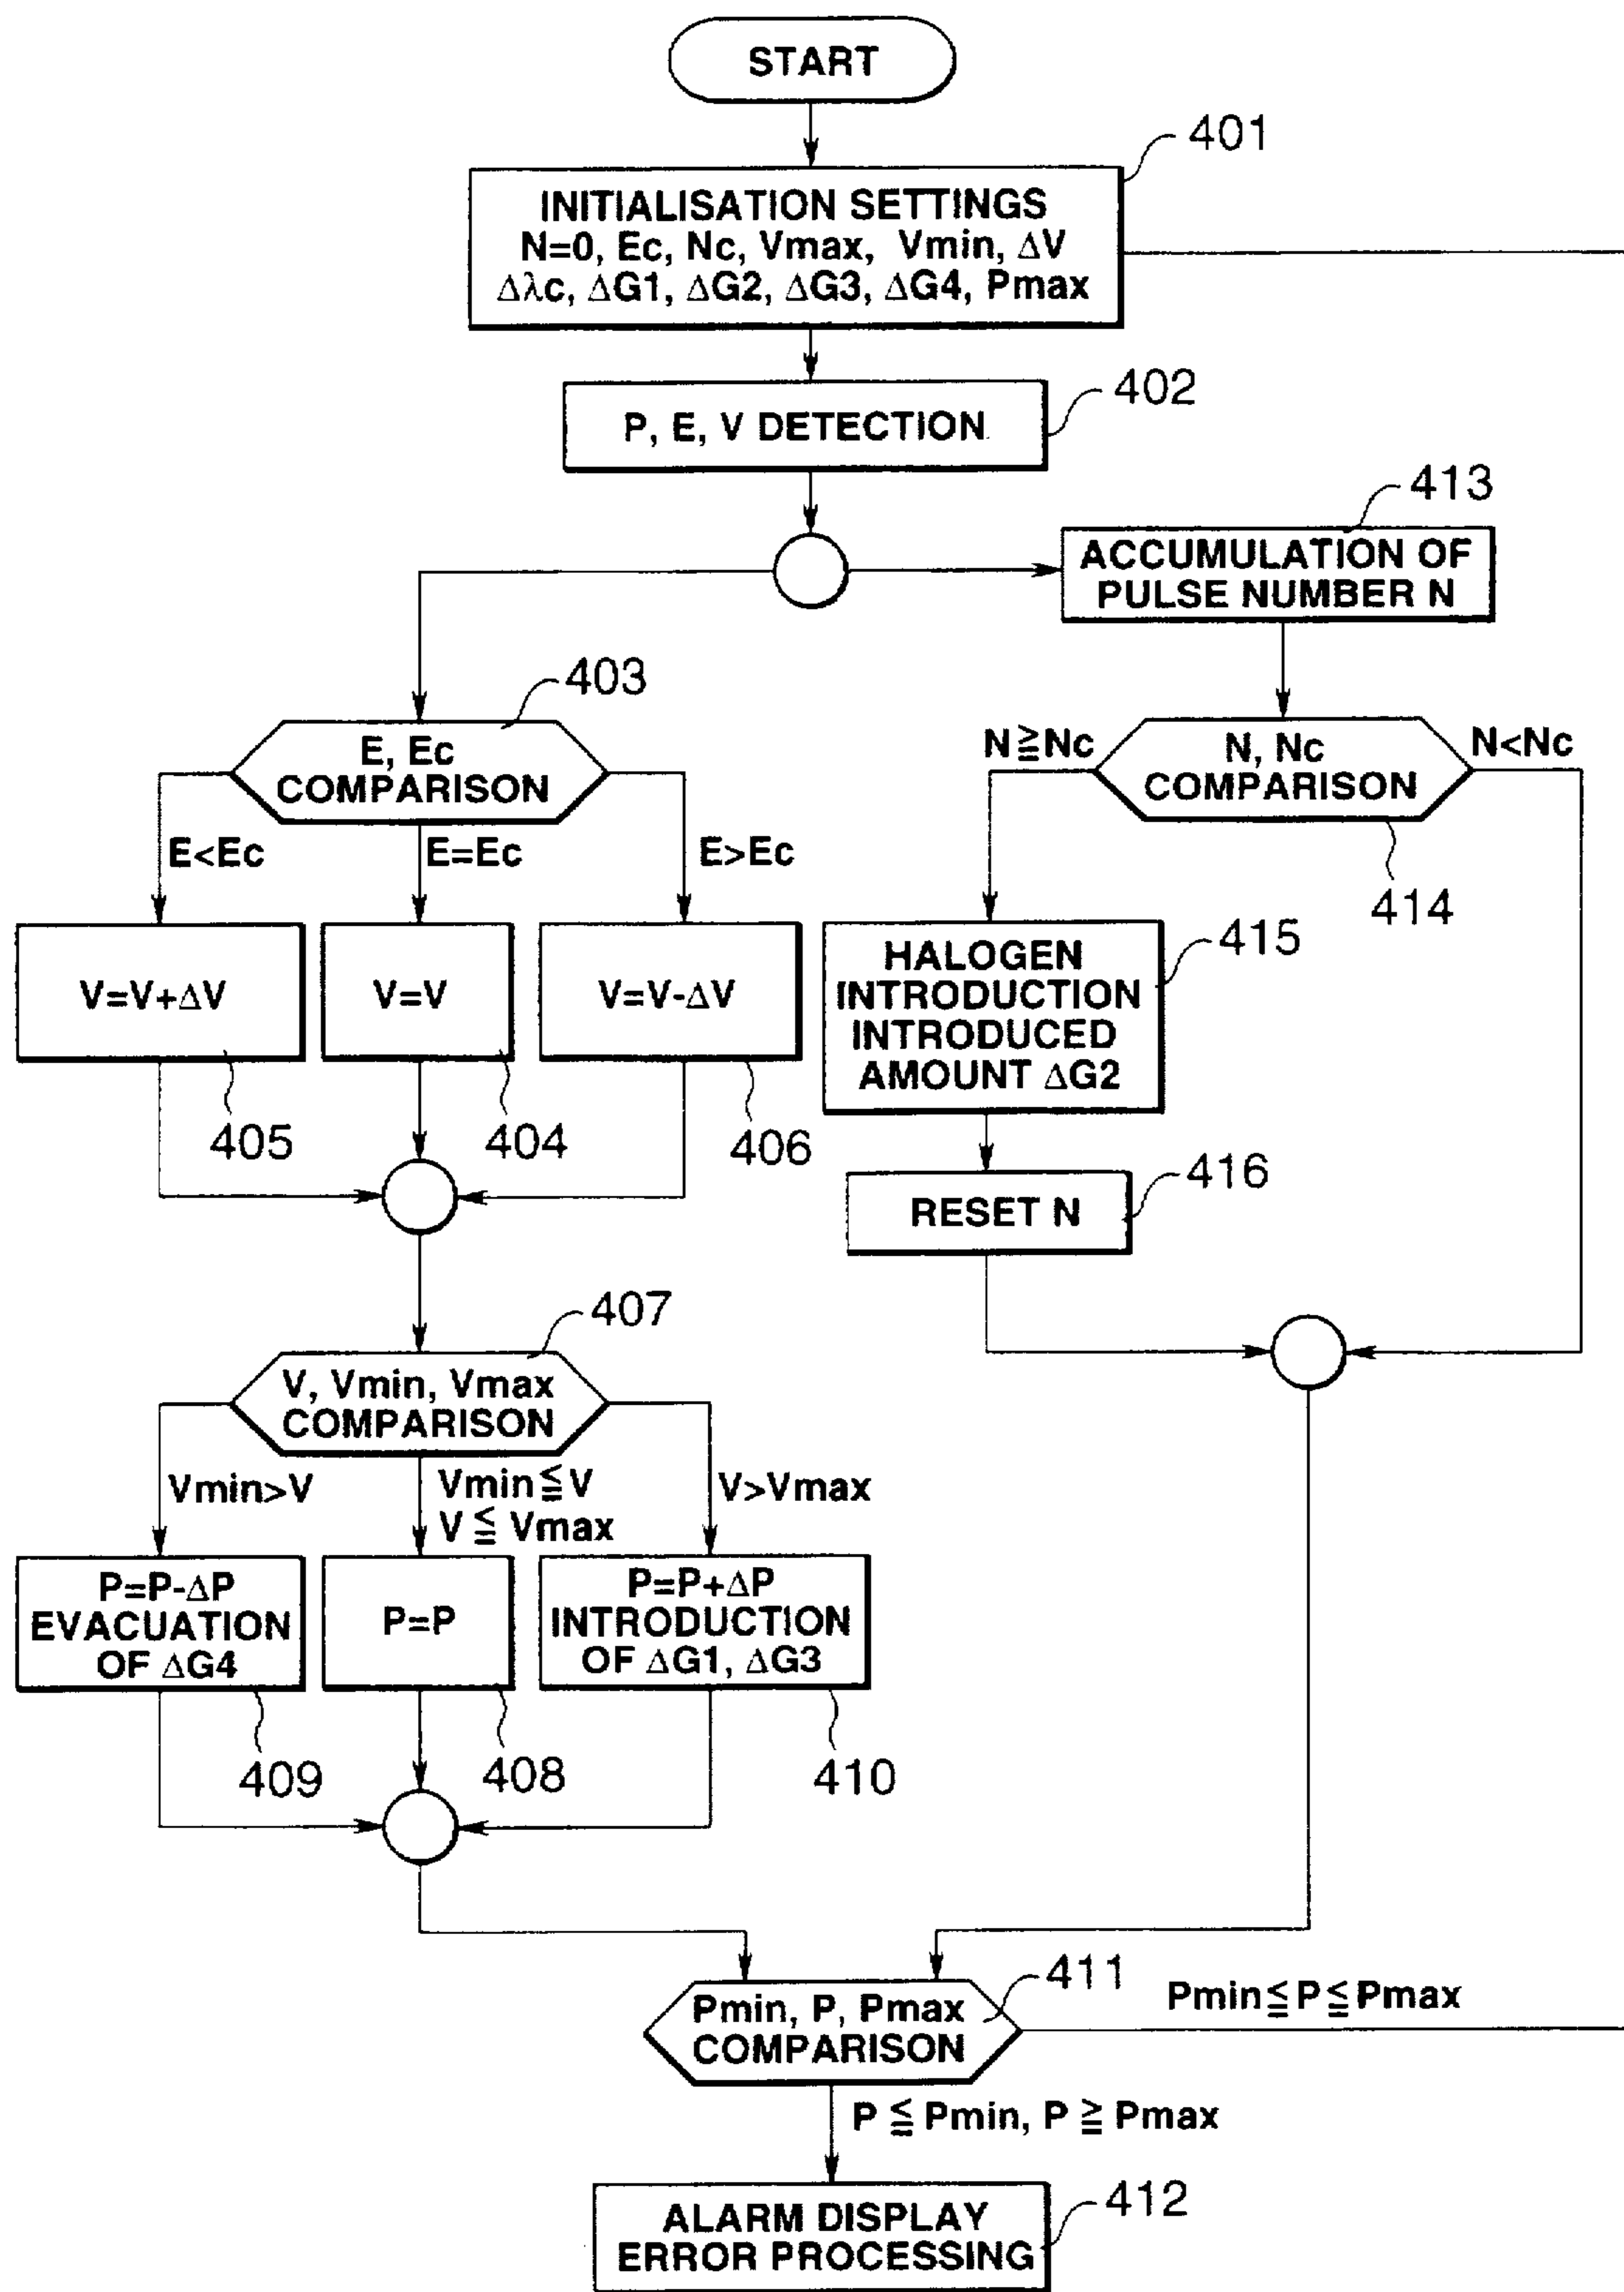 START
401
INITIALISATION SETTINGS
N=0, Ec, Nc, Vmax, Vmin, ΔV
Δλc, ΔG1, ΔG2, ΔG3, ΔG4, Pmax
402
P, E, V DETECTION
413
ACCUMULATION OF
PULSE NUMBER N
403
E, Ec
COMPARISON
N≧Nc
N, Nc
COMPARISON
N<Nc
414
E<Ec
E=Ec
E>Ec
V=V+ΔV
V=V
V=V-ΔV
405
404
406
415
HALOGEN
INTRODUCTION
INTRODUCED
AMOUNT ΔG2
416
RESET N
407
V, Vmin, Vmax
COMPARISON
Vmin>V
Vmin≦V
V≦Vmax
V>Vmax
P=P-ΔP
EVACUATION
OF ΔG4
P=P
P=P+ΔP
INTRODUCTION
OF ΔG1, ΔG3
409
408
410
411
Pmin, P, Pmax
COMPARISON
Pmin≦P≦Pmax
P≦Pmin, P≧Pmax
412
ALARM DISPLAY
ERROR PROCESSING